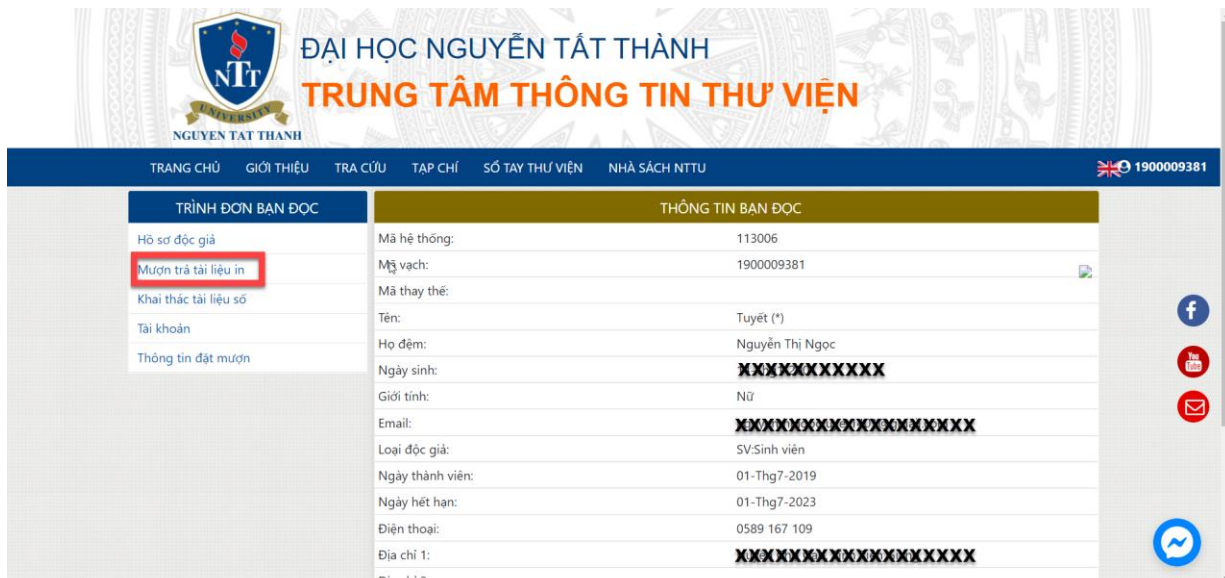 ĐẠI HỌC NGUYỄN TẤT THÀNH
TRUNG TÂM THÔNG TIN THƯ VIỆN
NTT
UNIVERSITY
NGUYEN TAT THANH
TRANG CHỦ GIỚI THIỆU TRA CỨU TẠP CHÍ SỔ TAY THƯ VIỆN NHÀ SÁCH NTTU 1900009381
TRÌNH ĐƠN BẠN ĐỌC
Hồ sơ độc giả
Mượn trả tài liệu in
Khai thác tài liệu số
Tài khoản
Thông tin đặt mượn
THÔNG TIN BẠN ĐỌC
Mã hệ thống: 113006
Mã vạch: 1900009381
Mã thay thế:
Tên: Tuyết (*)
Họ đệm: Nguyễn Thị Ngọc
Ngày sinh: XXXXXXXXXXX
Giới tính: Nữ
Email: XXXXXXXXXXXXXXXXXX
Loại độc giả: SV:Sinh viên
Ngày thành viên: 01-Thg7-2019
Ngày hết hạn: 01-Thg7-2023
Điện thoại: 0589 167 109
Địa chỉ 1: XXXXXXXXXXXXXXXXXX
You
Tube